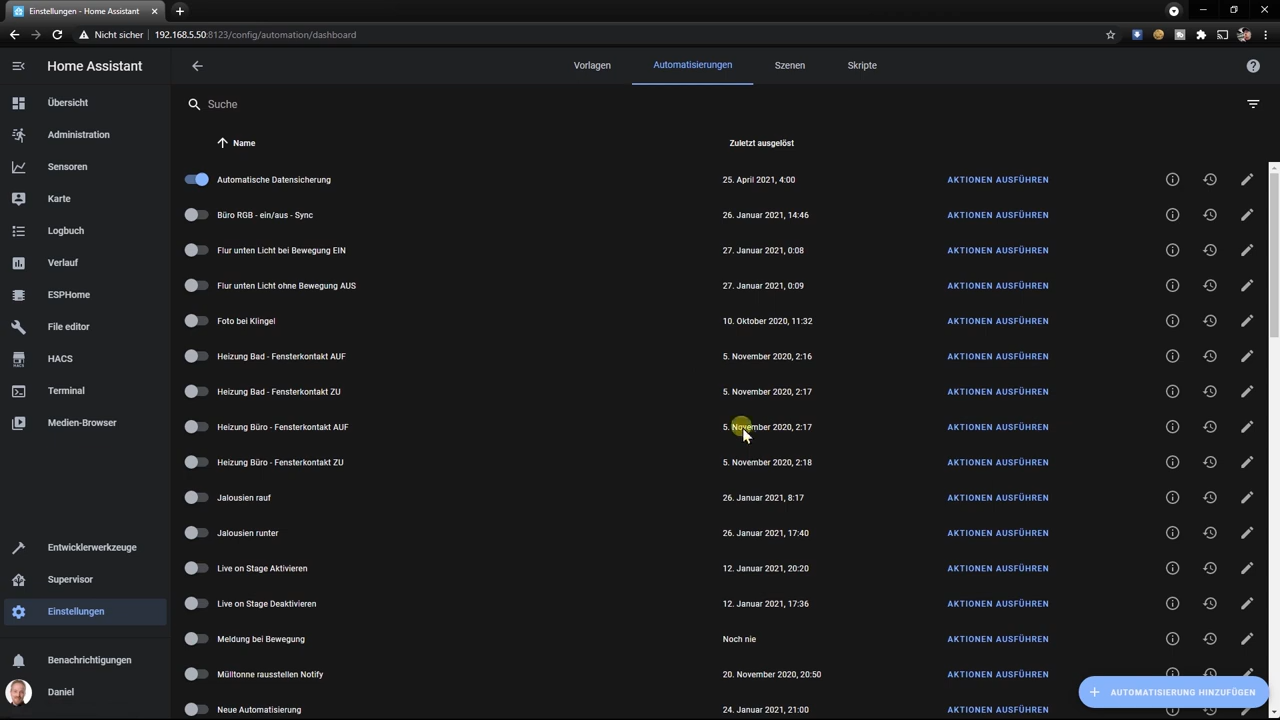 Einstellungen - Home Assistant
Nicht sicher | 192.168.5.50:8123/config/automation/dashboard
Home Assistant
Vorlagen Automatisierungen Szenen Skripte
Übersicht
Administration
Sensoren
Karte
Logbuch
Verlauf
ESPHome
File editor
HACS
HACS
Terminal
Medien-Browser
Entwicklerwerkzeuge
Supervisor
Einstellungen
Benachrichtigungen
Daniel
Suche
Name Zuletzt ausgelöst
Automatische Datensicherung 25. April 2021, 4:00 AKTIONEN AUSFÜHREN
Büro RGB - ein/aus - Sync 26. Januar 2021, 14:46 AKTIONEN AUSFÜHREN
Flur unten Licht bei Bewegung EIN 27. Januar 2021, 0:08 AKTIONEN AUSFÜHREN
Flur unten Licht ohne Bewegung AUS 27. Januar 2021, 0:09 AKTIONEN AUSFÜHREN
Foto bei Klingel 10. Oktober 2020, 11:32 AKTIONEN AUSFÜHREN
Heizung Bad - Fensterkontakt AUF 5. November 2020, 2:16 AKTIONEN AUSFÜHREN
Heizung Bad - Fensterkontakt ZU 5. November 2020, 2:17 AKTIONEN AUSFÜHREN
Heizung Büro - Fensterkontakt AUF 5. November 2020, 2:17 AKTIONEN AUSFÜHREN
Heizung Büro - Fensterkontakt ZU 5. November 2020, 2:18 AKTIONEN AUSFÜHREN
Jalousien rauf 26. Januar 2021, 8:17 AKTIONEN AUSFÜHREN
Jalousien runter 26. Januar 2021, 17:40 AKTIONEN AUSFÜHREN
Live on Stage Aktivieren 12. Januar 2021, 20:20 AKTIONEN AUSFÜHREN
Live on Stage Deaktivieren 12. Januar 2021, 17:36 AKTIONEN AUSFÜHREN
Meldung bei Bewegung Noch nie AKTIONEN AUSFÜHREN
Mülltonne rausstellen Notify 20. November 2020, 20:50 AKTIONEN AUSFÜHREN
Neue Automatisierung 24. Januar 2021, 21:00 AKTIONEN AUSFÜHREN
AUTOMATISIERUNG HINZUFÜGEN